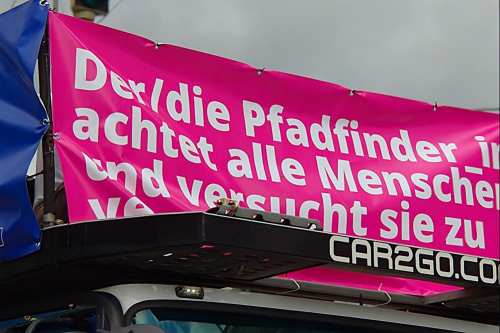 Der/die Pfadfinder_in
achtet alle Menschen
und versucht sie zu
CAR2GO.CO